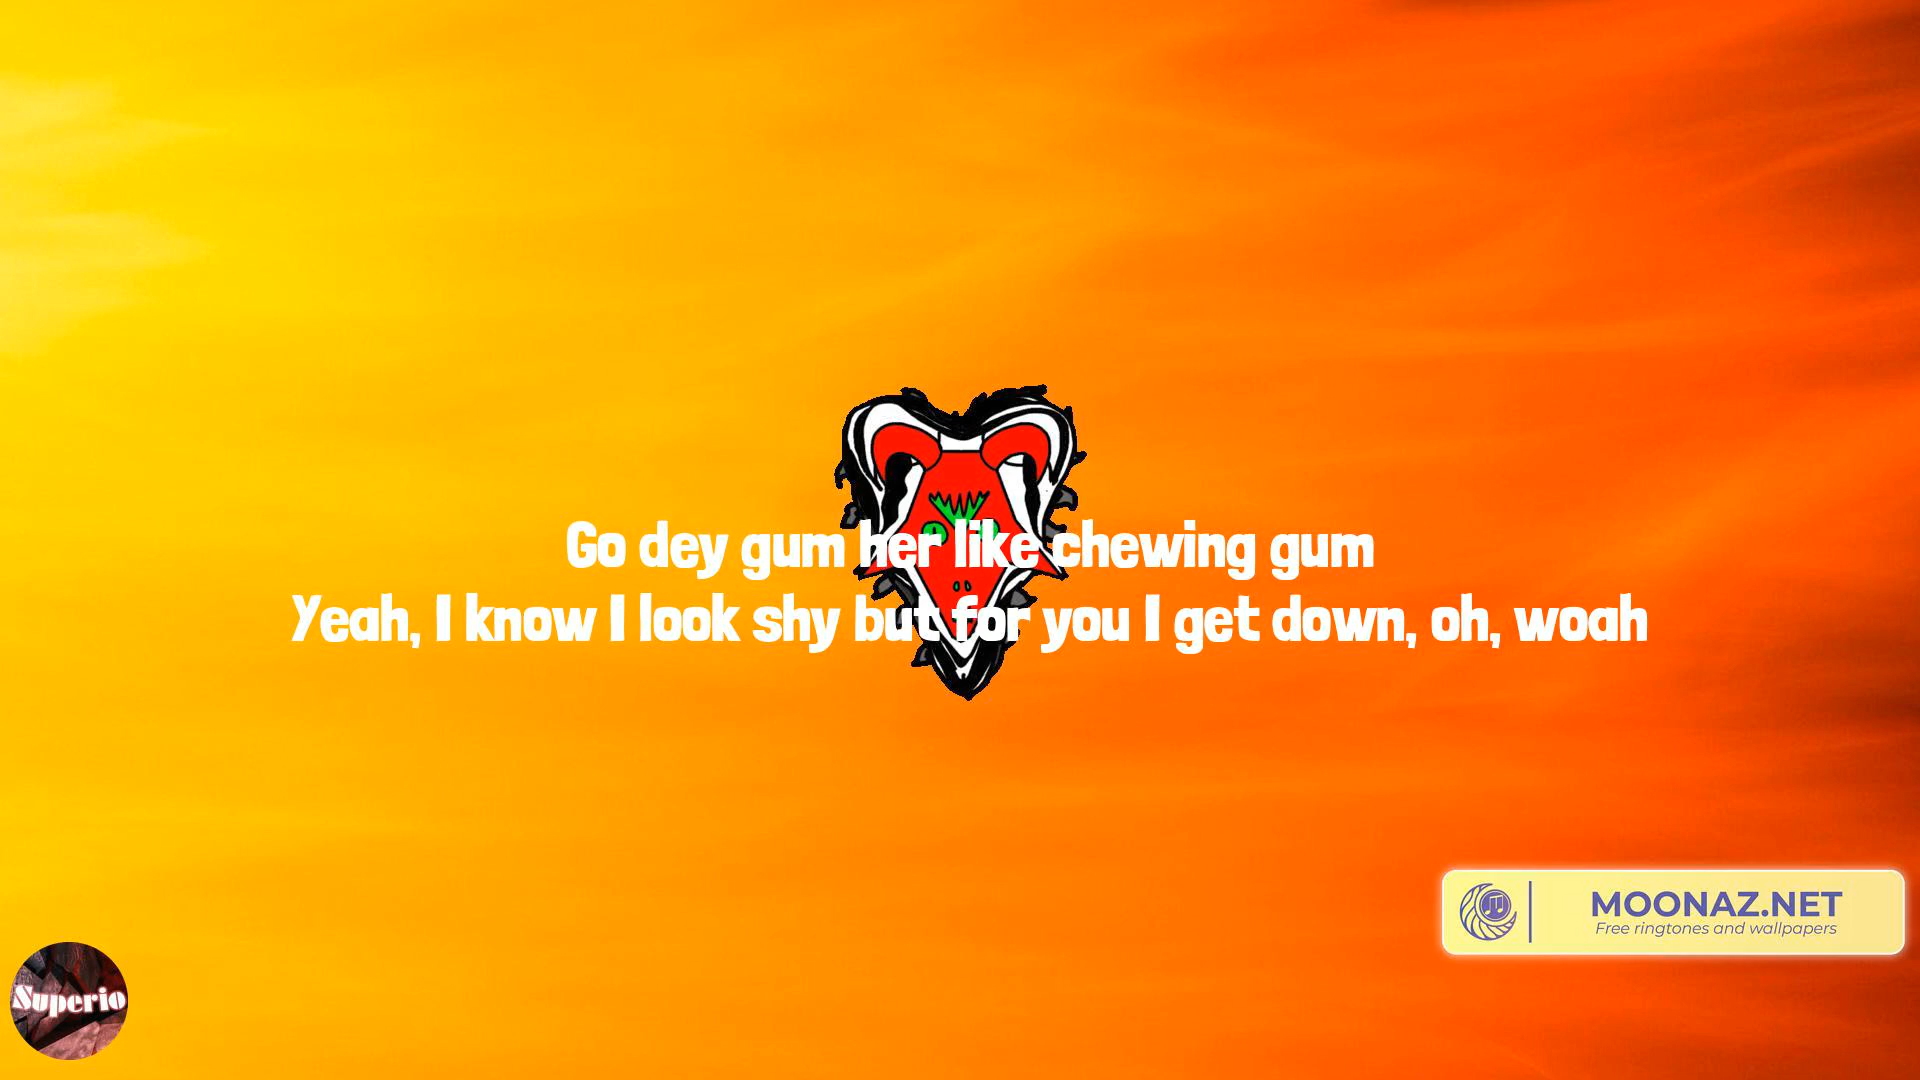 Go dey gum her like chewing gum
Yeah, I know I look shy but for you I get down, oh, woah
MOONAZ.NET
Free ringtones and wallpapers
Superio